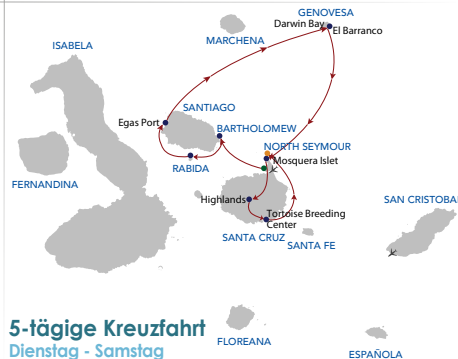 GENOVESA
Darwin Bay
El Barranco
MARCHENA
ISABELA
SANTIAGO
Egas Port
BARTHOLOMEW
NORTH SEYMOUR
Mosquera Islet
RABIDA
FERNANDINA
Highlands
Tortoise Breeding
Center
SAN CRISTOBA
SANTA CRUZ
SANTA FE
5-tägige Kreuzfahrt
Dienstag - Samstag
FLOREANA
ESPAÑOLA